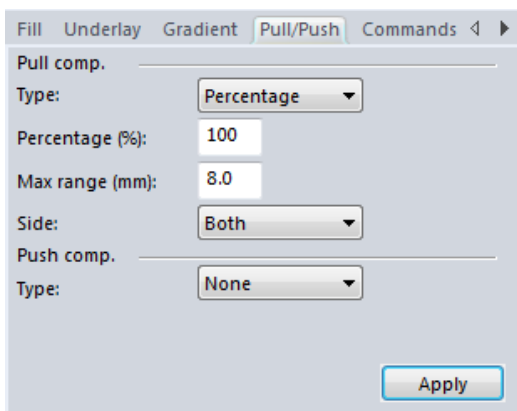 Fill Underlay Gradient Pull/Push Commands
Pull comp.
Type: Percentage
Percentage (%): 100
Max range (mm): 8.0
Side: Both
Push comp.
Type: None
Apply